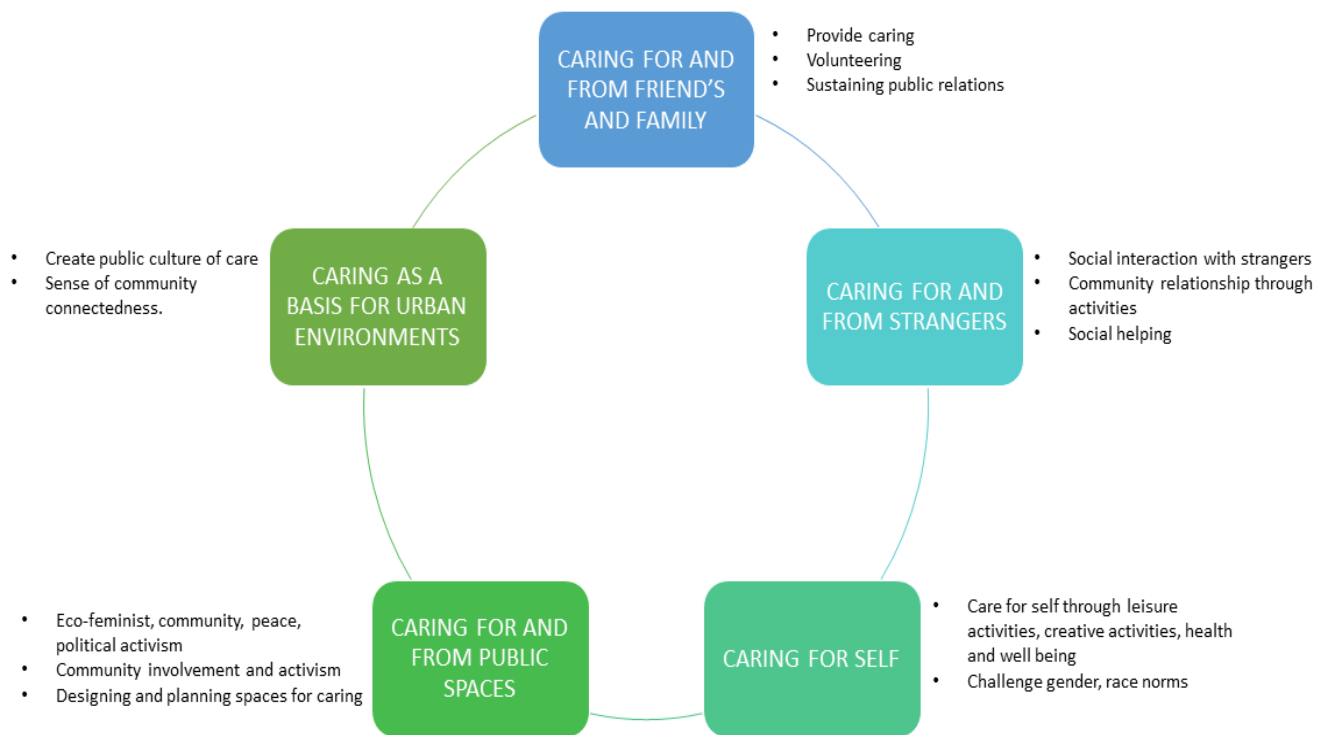 CARING FOR AND
FROM FRIEND'S
AND FAMILY
• Provide caring
• Volunteering
• Sustaining public relations
CARING FOR AND
FROM STRANGERS
• Social interaction with strangers
• Community relationship through
activities
• Social helping
CARING FOR SELF
• Care for self through leisure
activities, creative activities, health
and well being
• Challenge gender, race norms
CARING FOR AND
FROM PUBLIC
SPACES
• Eco-feminist, community, peace,
political activism
• Community involvement and activism
• Designing and planning spaces for caring
CARING AS A
BASIS FOR URBAN
ENVIRONMENTS
• Create public culture of care
• Sense of community
connectedness.